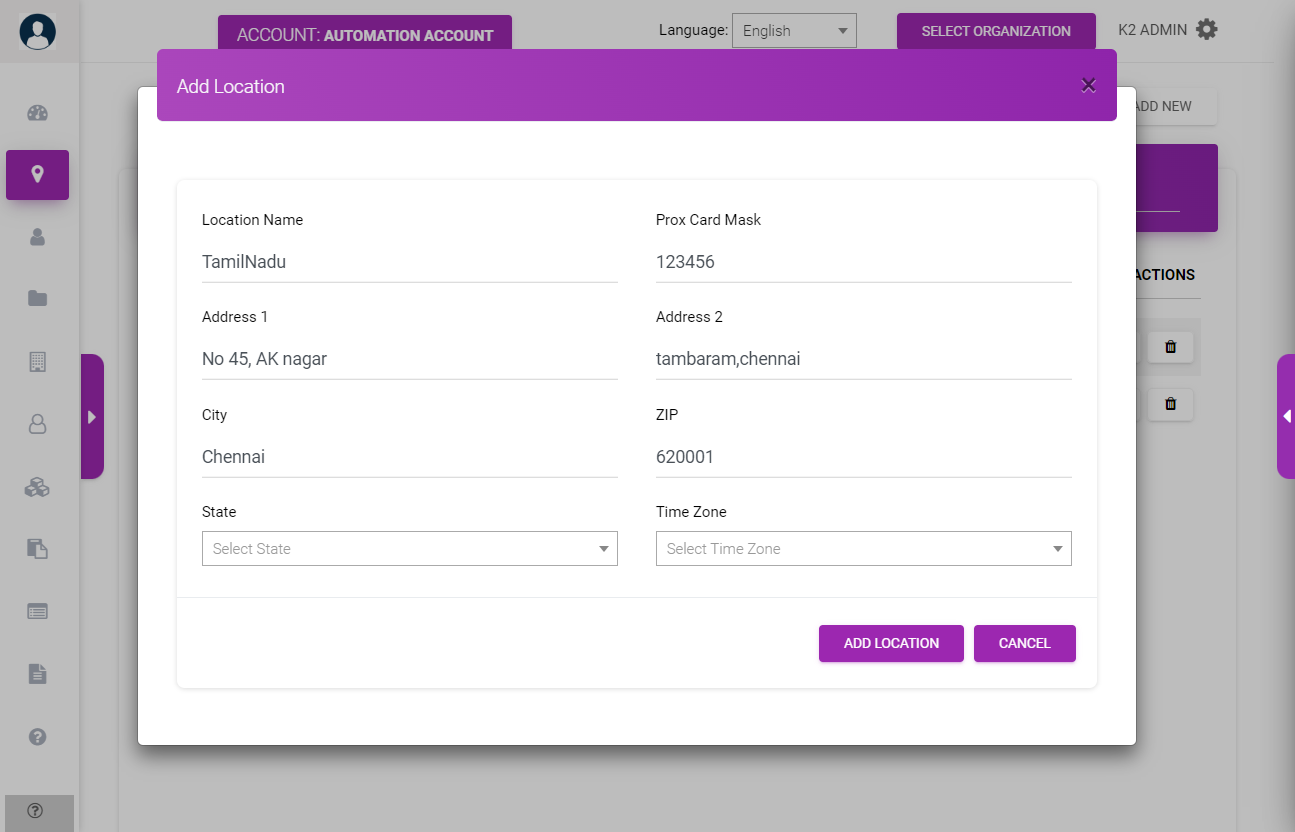 ACCOUNT: AUTOMATION ACCOUNT
Language: English
SELECT ORGANIZATION
K2 ADMIN
Add Location
ADD NEW
Location Name
Prox Card Mask
TamilNadu
123456
ACTIONS
Address 1
Address 2
No 45, AK nagar
tambaram,chennai
City
ZIP
Chennai
620001
State
Time Zone
Select State
Select Time Zone
ADD LOCATION
CANCEL